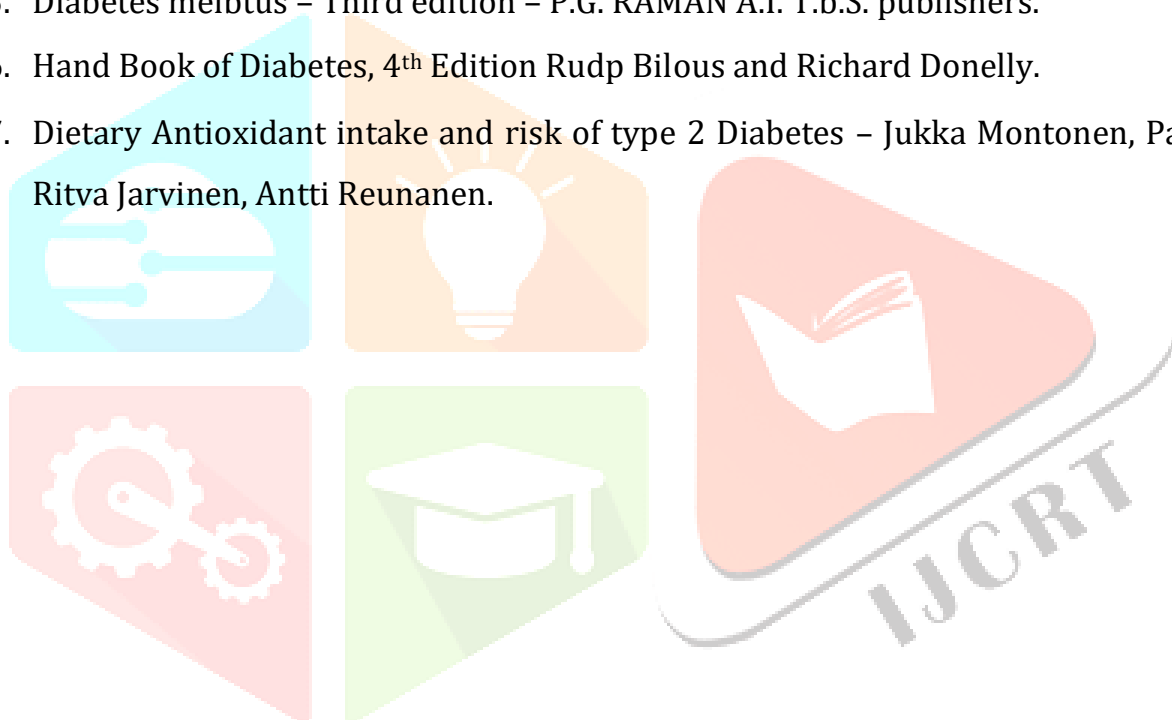 . Diabetes meibtus – Third edition – P.G. RAMAN A.I. T.b.S. publishers.
. Hand Book of Diabetes, 4th Edition Rudp Bilous and Richard Donelly.
. Dietary Antioxidant intake and risk of type 2 Diabetes – Jukka Montonen,
Ritva Jarvinen, Antti Reunanen.
IJCRT